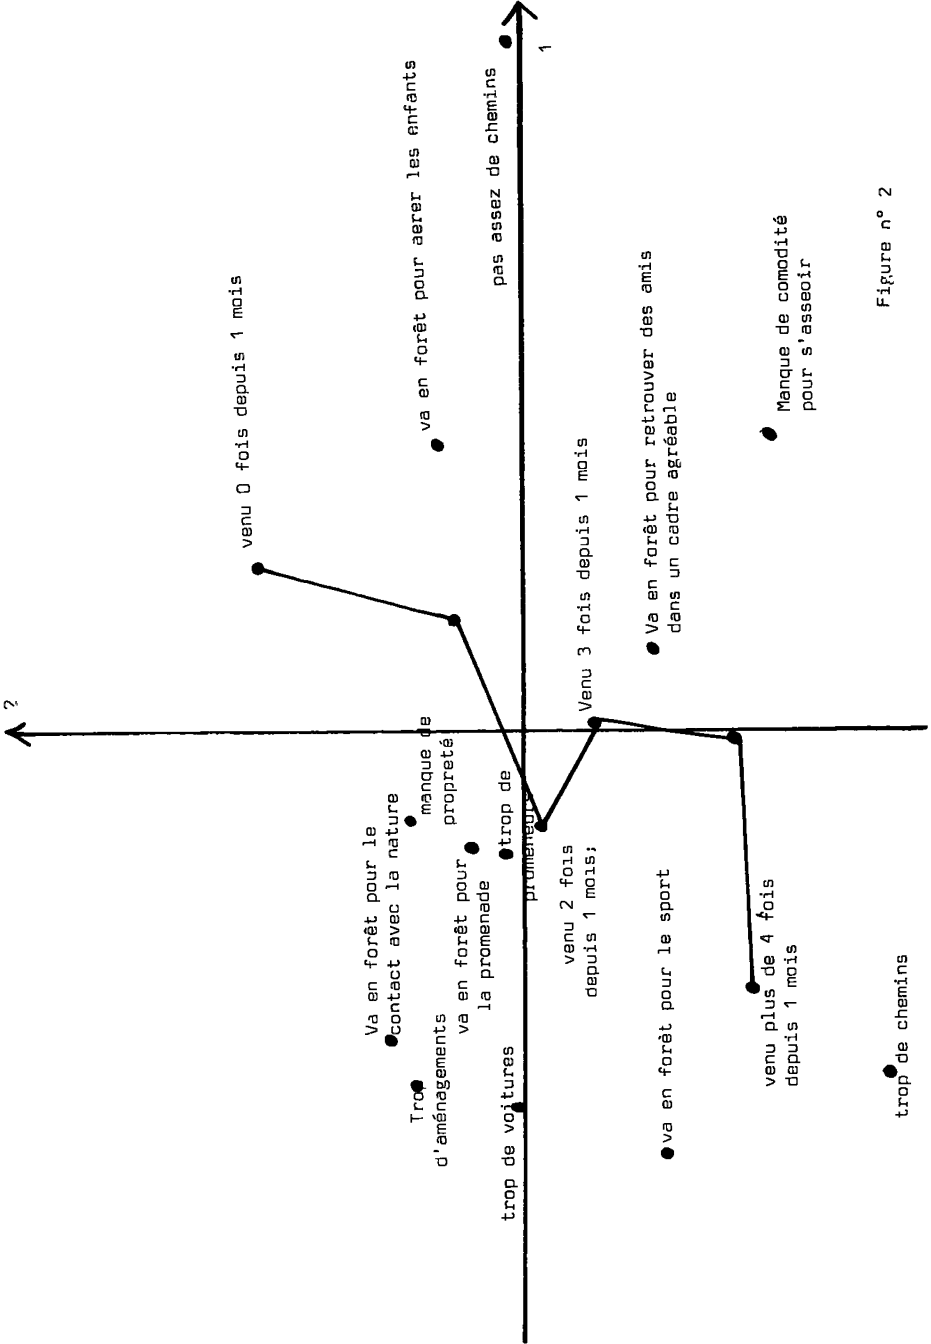 ?
venu 0 fois depuis 1 mois
Va en forêt pour le
contact avec la nature
va en forêt pour aerer les enfants
Trop
d'aménagements
manque de
propreté
va en forêt pour
la promenade
pas assez de chemins
trop de
promeneurs
trop de voitures
1
venu 2 fois
depuis 1 mois;
Venu 3 fois depuis 1 mois
Va en forêt pour retrouver des amis
dans un cadre agréable
va en forêt pour le sport
venu plus de 4 fois
depuis 1 mois
Manque de comodité
pour s'asseoir
trop de chemins
Figure n° 2